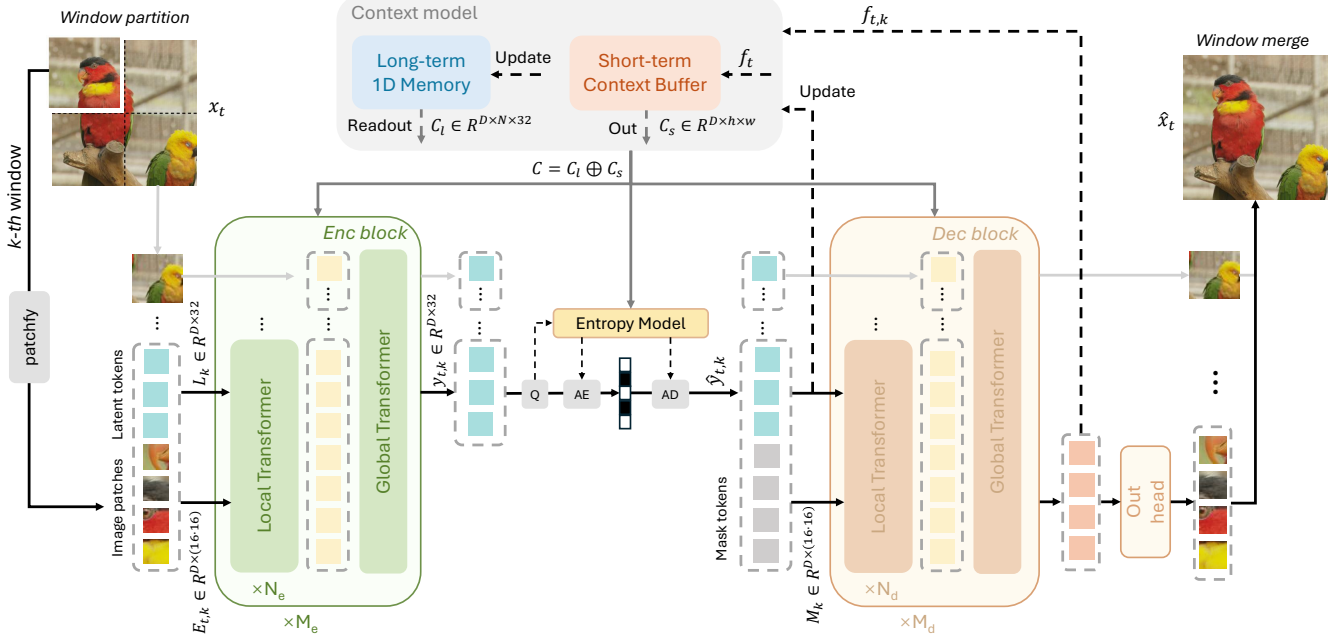 Window partition
x_t
k-th window
patchfy
Context model
Long-term
1D Memory
Update
Short-term
Context Buffer
f_t
Readout
C_l ∈ R^{D×N×32}
Out
C_s ∈ R^{D×h×w}
Update
f_{t,k}
Window merge
x̂_t
C = C_l ⊕ C_s
Enc block
Dec block
...
Latent tokens
Image patches
L_k ∈ R^{D×32}
E_{t,k} ∈ R^{D×(16·16)}
...
...
Local Transformer
Global Transformer
×N_e
×M_e
y_{t,k} ∈ R^{D×32}
...
...
Entropy Model
Q
AE
AD
ŷ_{t,k}
...
...
Mask tokens
M_k ∈ R^{D×(16·16)}
...
...
Local Transformer
Global Transformer
×N_d
×M_d
Out
head
...